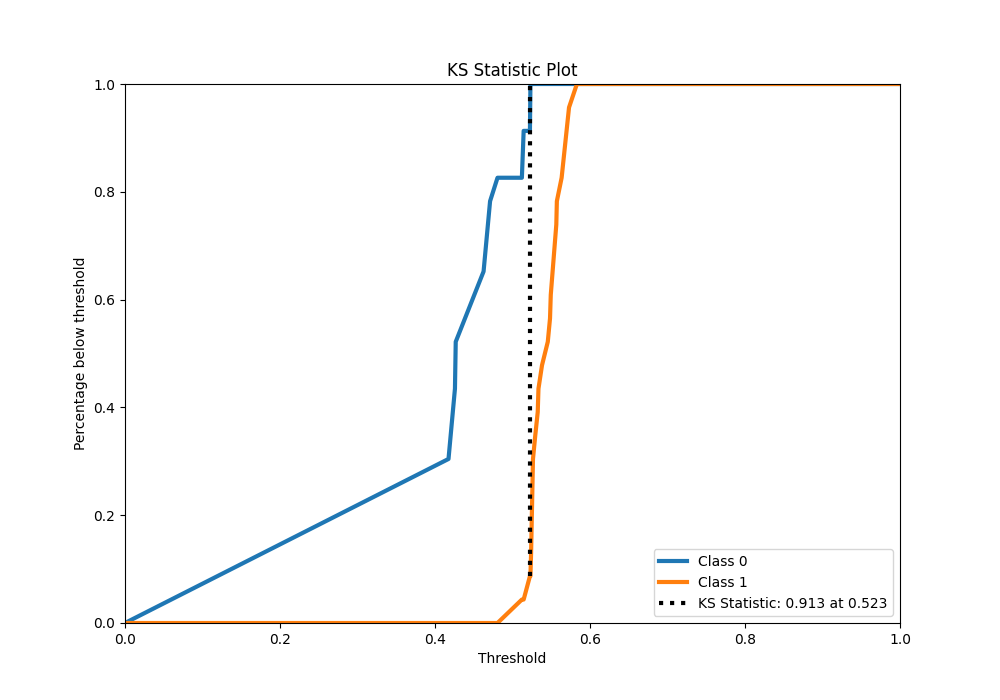 KS Statistic Plot
1.0
0.8
0.6
0.4
0.2
0.0
Percentage below threshold
0.0 0.2 0.4 0.6 0.8 1.0
Threshold
Class 0
Class 1
KS Statistic: 0.913 at 0.523